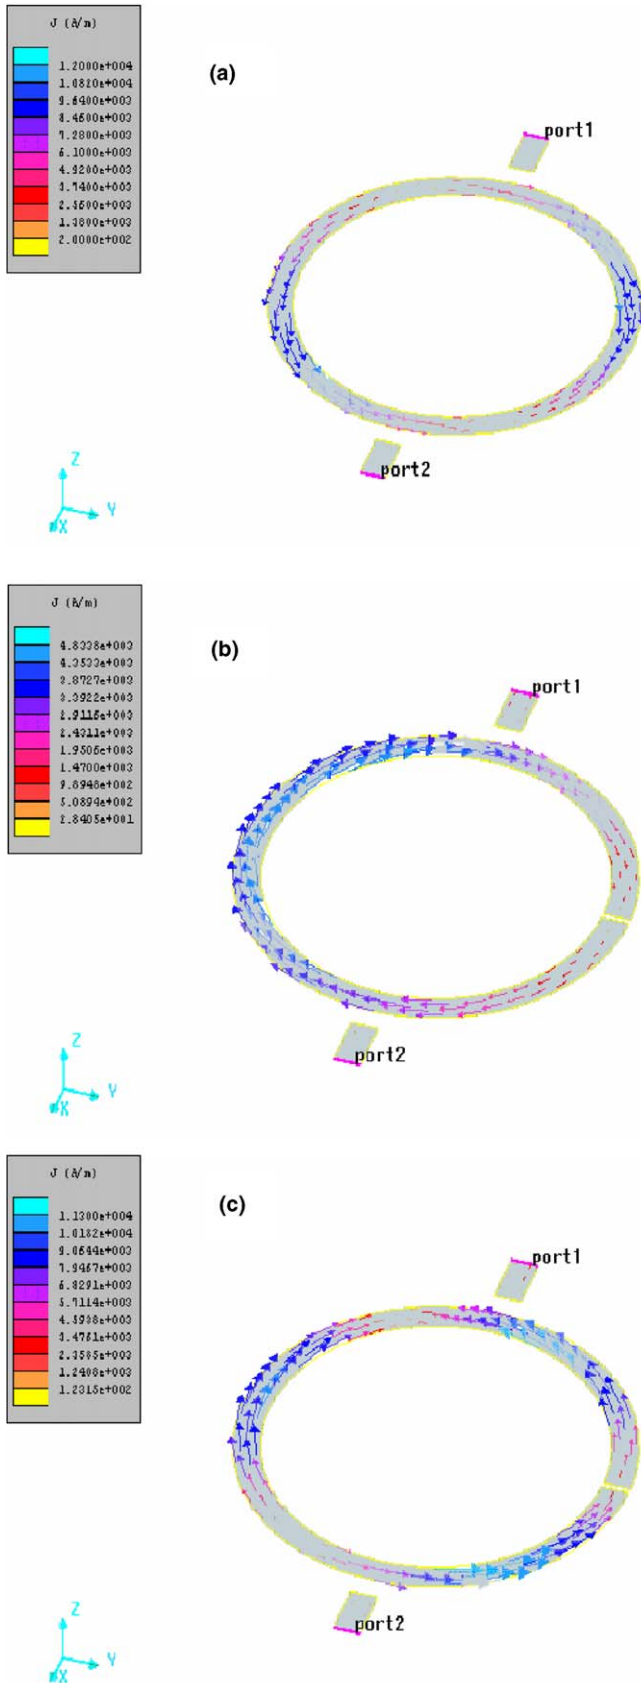 J (A/m)
1.2000e+004
1.0820e+004
9.6400e+003
8.4600e+003
7.2800e+003
6.1000e+003
4.9200e+003
3.7400e+003
2.5600e+003
1.3800e+003
2.0000e+002
(a)
port1
port2
Z
Y
X
J (A/m)
4.8338e+003
4.3533e+003
3.8727e+003
3.3922e+003
2.9116e+003
2.4311e+003
1.9506e+003
1.4700e+003
9.8948e+002
5.0894e+002
2.8405e+001
(b)
port1
port2
Z
Y
X
J (A/m)
1.1300e+004
1.0182e+004
9.0644e+003
7.9467e+003
6.8291e+003
5.7114e+003
4.5938e+003
3.4761e+003
2.3585e+003
1.2408e+003
1.2315e+002
(c)
port1
port2
Z
Y
X